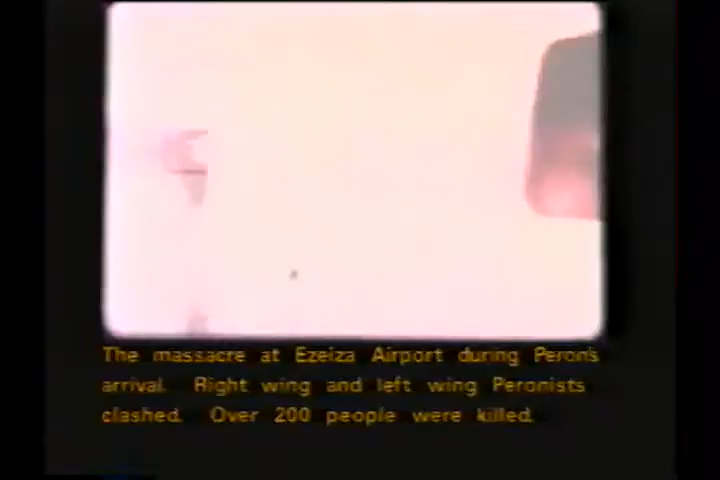 The massacre at Ezeiza Airport during Peron's
arrival. Right wing and left wing Peronists
clashed. Over 200 people were killed.